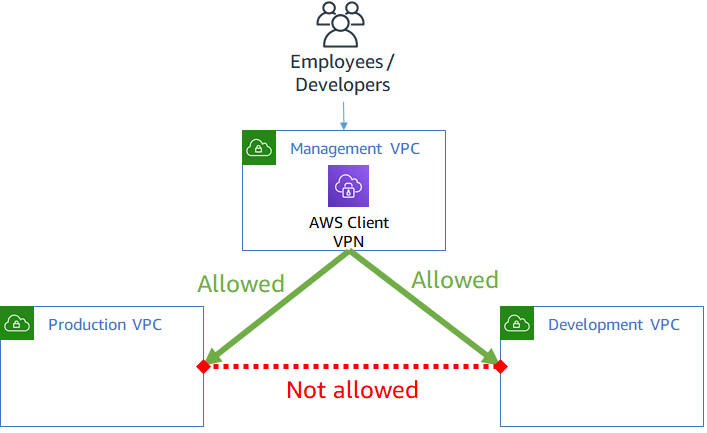 Employees /
Developers
Management VPC
AWS Client
VPN
Allowed
Allowed
Production VPC
Development VPC
Not allowed